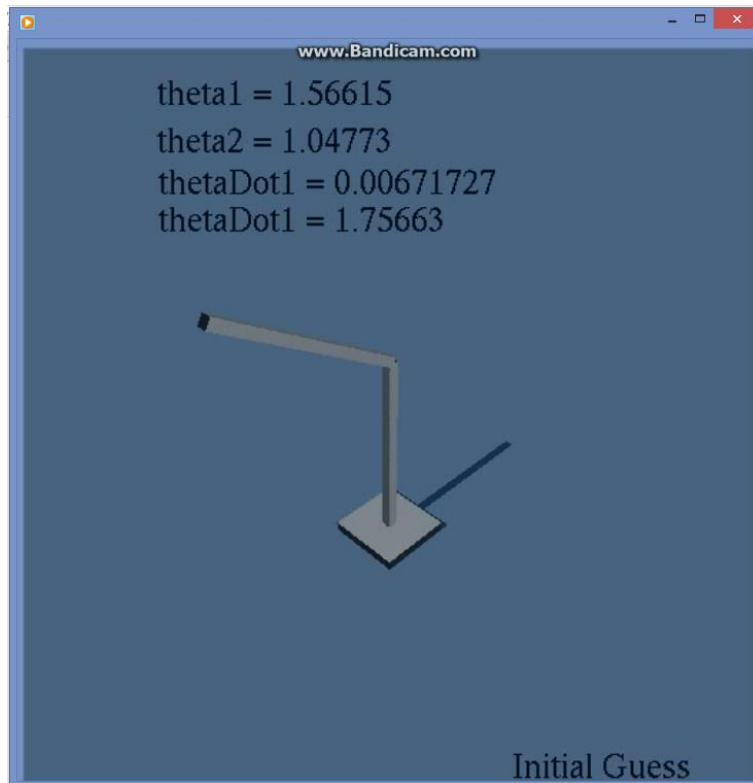 www.Bandicam.com
theta1 = 1.56615
theta2 = 1.04773
thetaDot1 = 0.00671727
thetaDot1 = 1.75663
Initial Guess